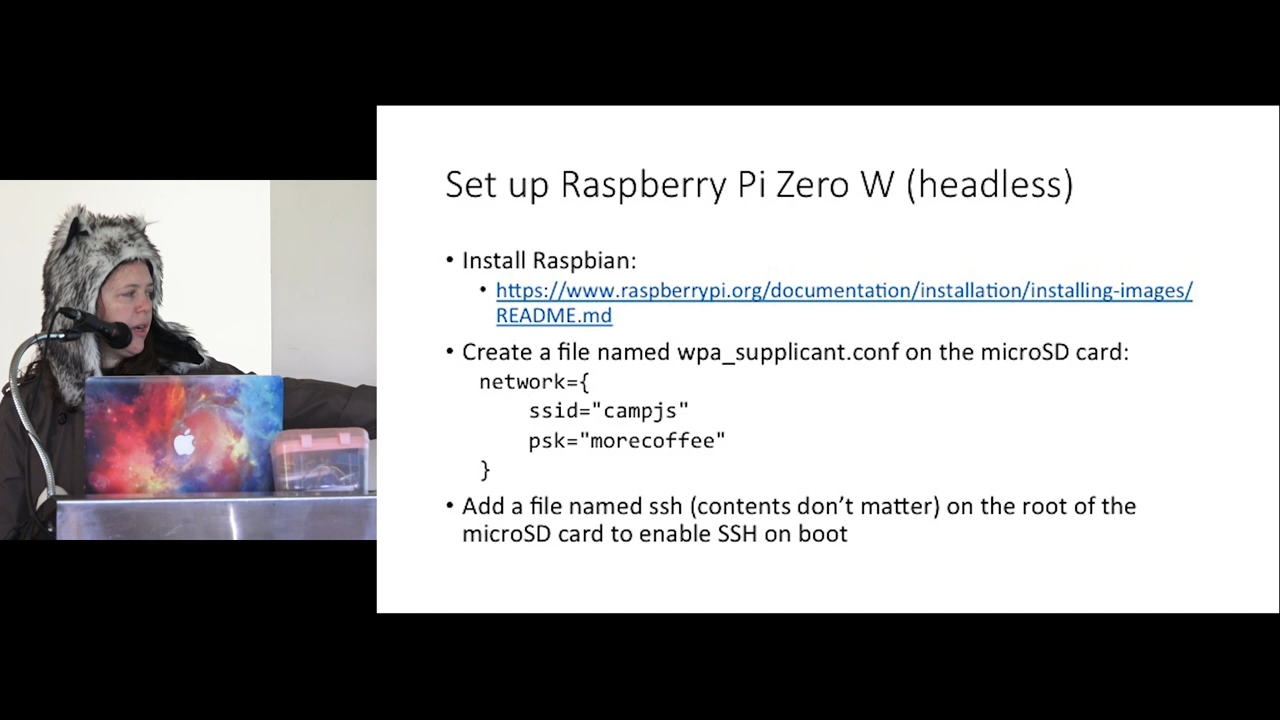 Set up Raspberry Pi Zero W (headless)
• Install Raspbian:
• https://www.raspberrypi.org/documentation/installation/installing-images/
README.md
• Create a file named wpa_supplicant.conf on the microSD card:
network={
ssid="campjs"
psk="morecoffee"
}
• Add a file named ssh (contents don’t matter) on the root of the
microSD card to enable SSH on boot